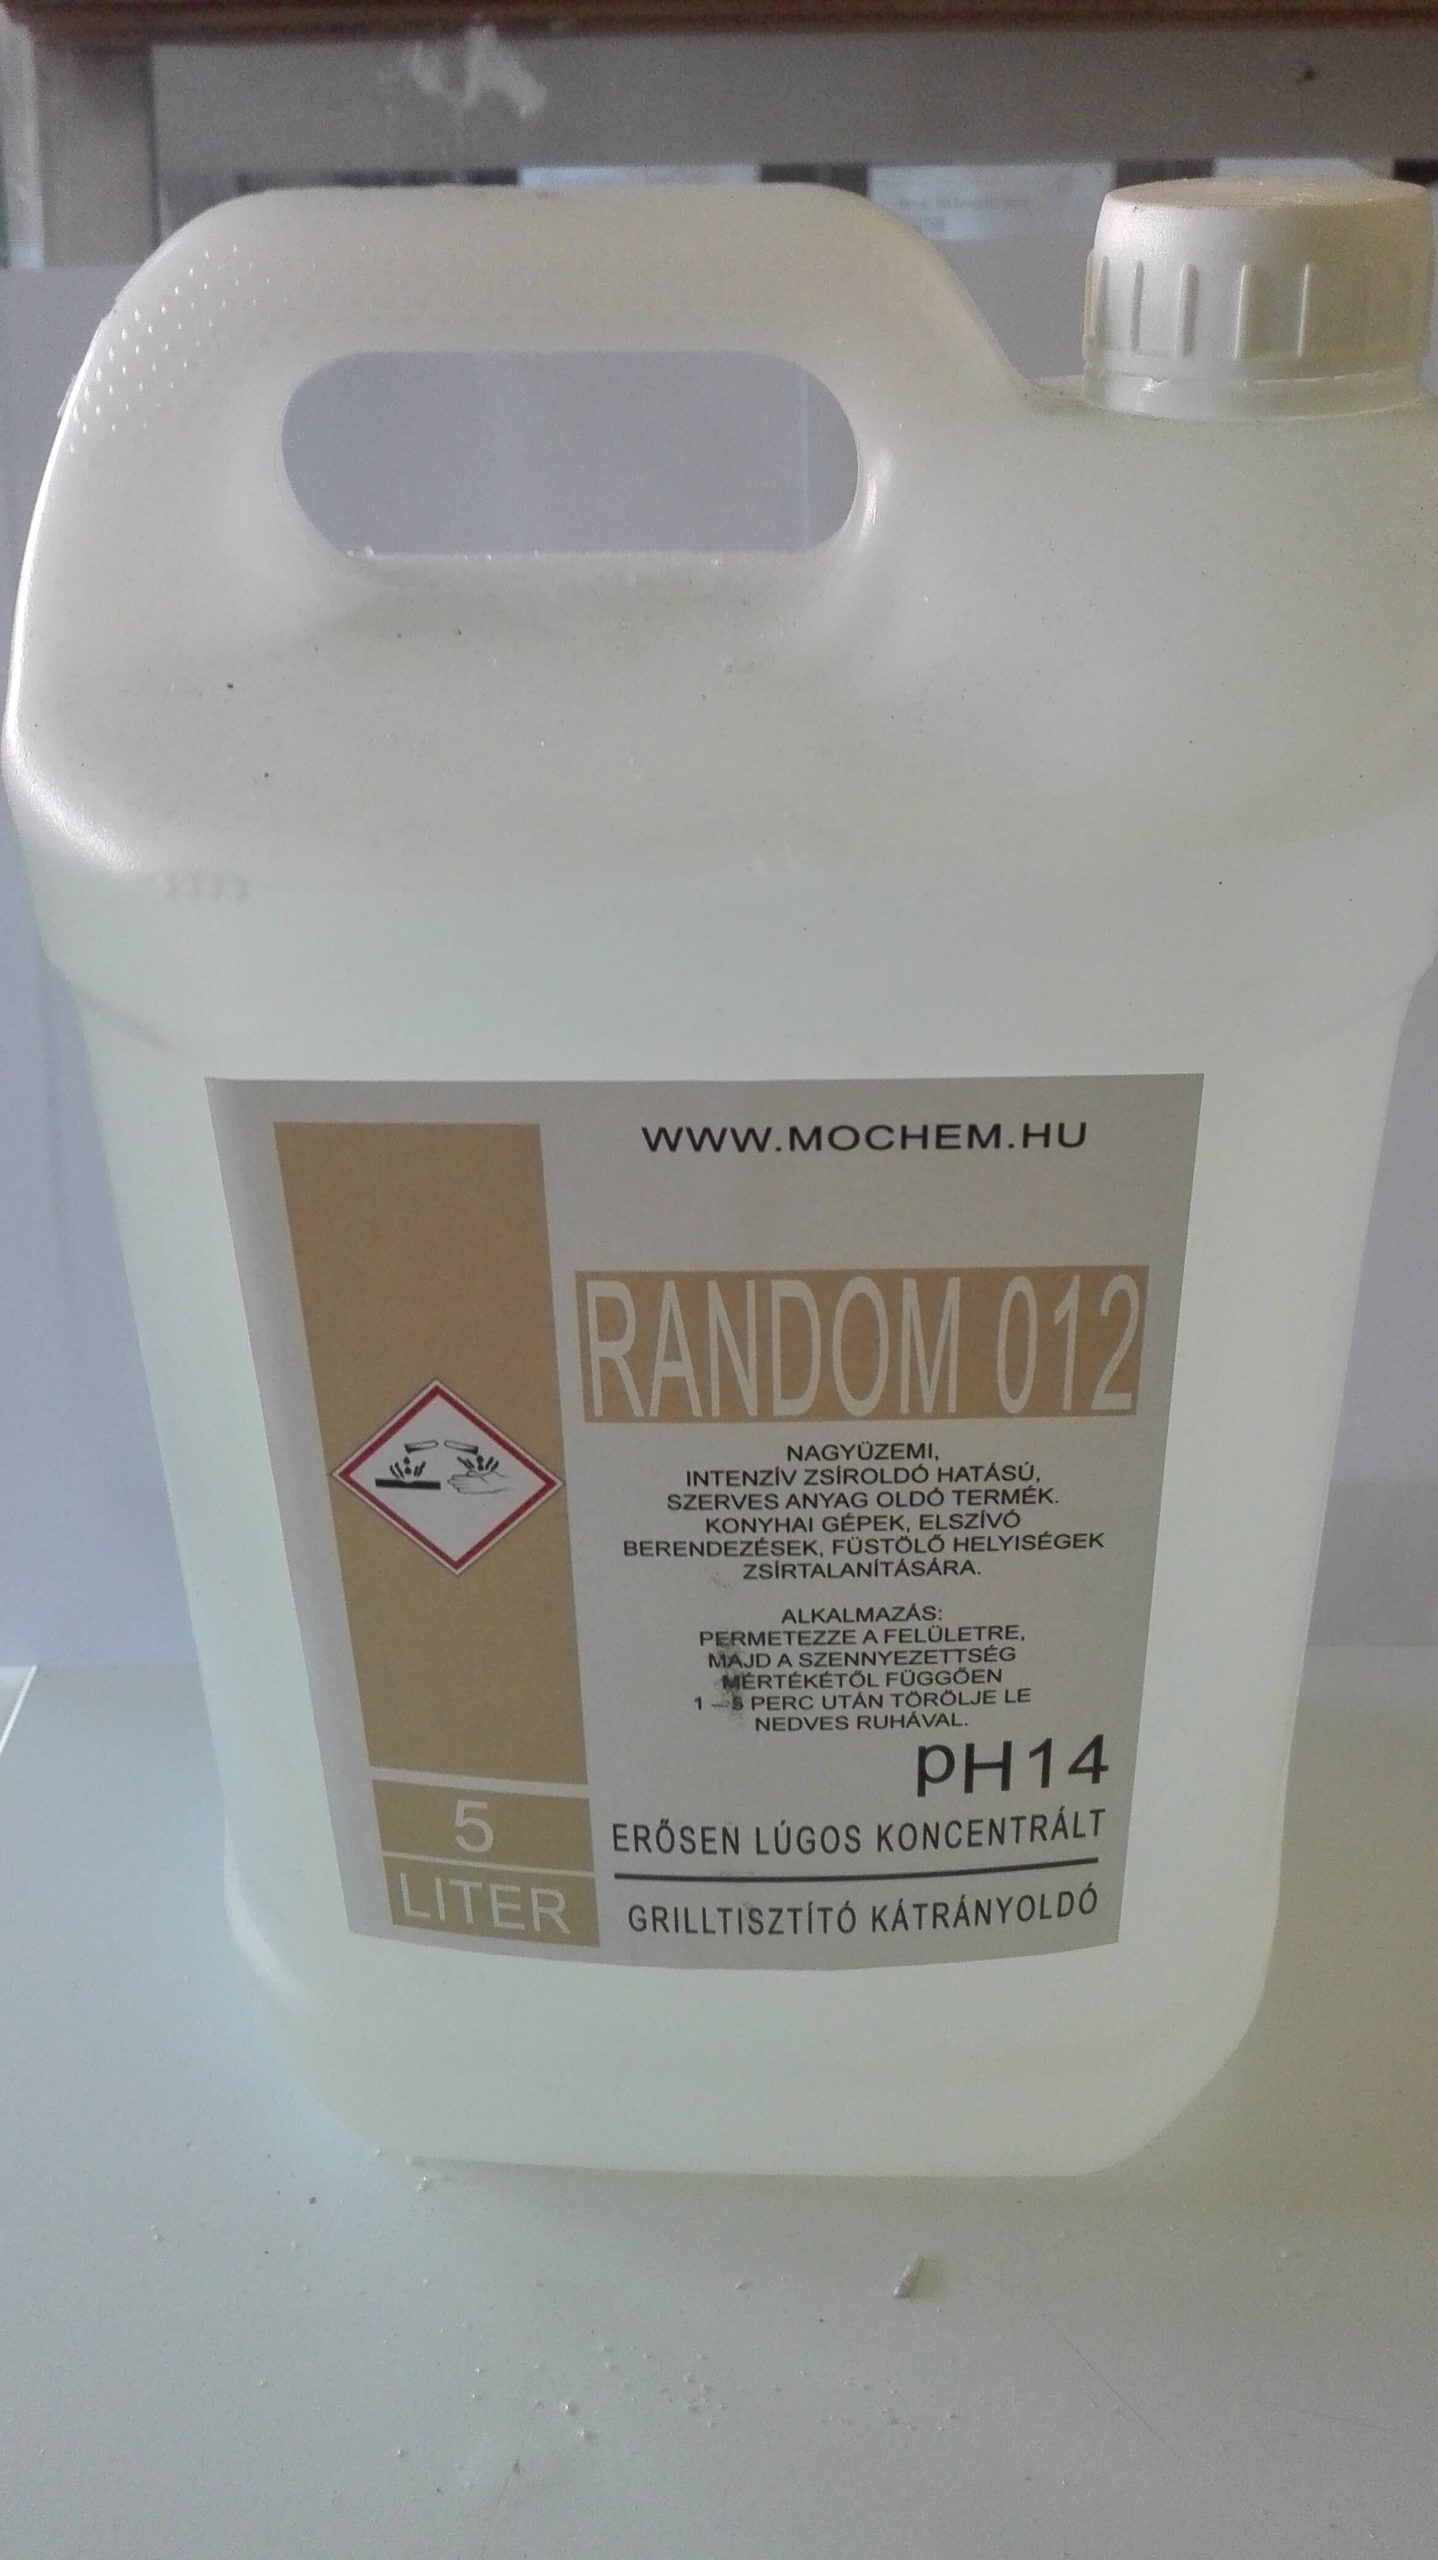 WWW.MOCHEM.HU
RANDOM 012
NAGYÜZEMI,
INTENZÍV ZSÍROLDÓ HATÁSÚ,
SZERVES ANYAG OLDÓ TERMÉK.
KONYHAI GÉPEK, ELSZÍVÓ
BERENDEZÉSEK, FÜSTÖLŐ HELYISÉGEK
ZSÍRTALANÍTÁSÁRA.
ALKALMAZÁS:
PERMETEZZE A FELÜLETRE,
MAJD A SZENNYEZETTSÉG
MÉRTÉKÉTŐL FÜGGŐEN
1 – PERC UTÁN TÖRÖLJE LE
NEDVES RUHÁVAL.
pH14
ERŐSEN LÚGOS KONCENTRÁLT
GRILLTISZTÍTÓ KÁTRÁNYOLDÓ
5
LITER